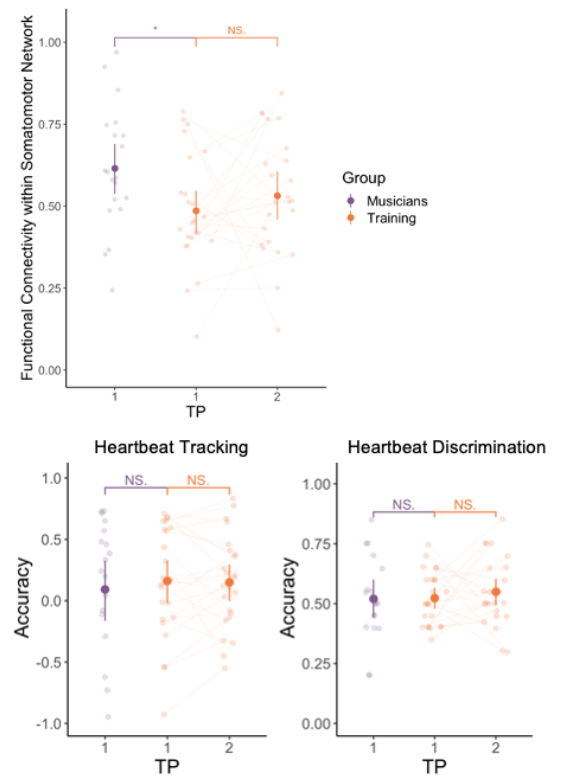 Functional Connectivity within Somatomotor Network
1.00
0.75
0.50
0.25
0.00
*
NS.
1
1
2
TP
Group
Musicians
Training
Heartbeat Tracking
Accuracy
1.0
0.5
0.0
-0.5
-1.0
NS.
NS.
1
1
2
TP
Heartbeat Discrimination
Accuracy
1.00
0.75
0.50
0.25
0.00
NS.
NS.
1
1
2
TP